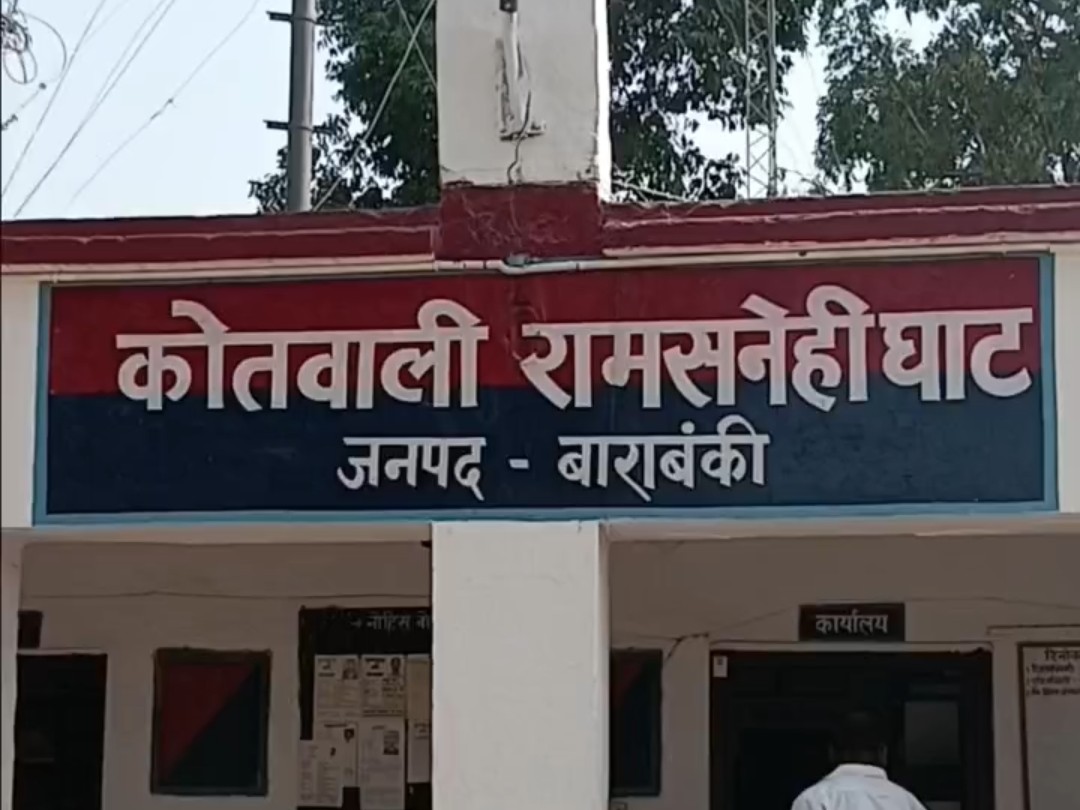 कोतवाली रामसनेहीघाट
जनपद - बाराबंकी
नोटिस बो
कार्यालय